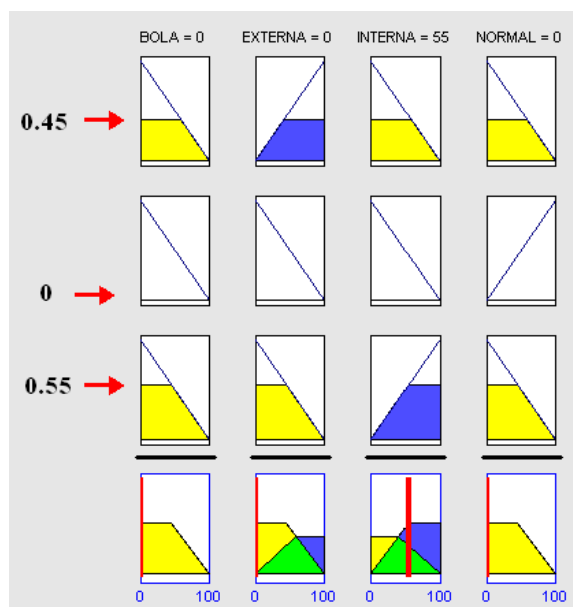 BOLA = 0 EXTERNA = 0 INTERNA = 55 NORMAL = 0
0.45
0
0.55
0 100 0 100 0 100 0 100